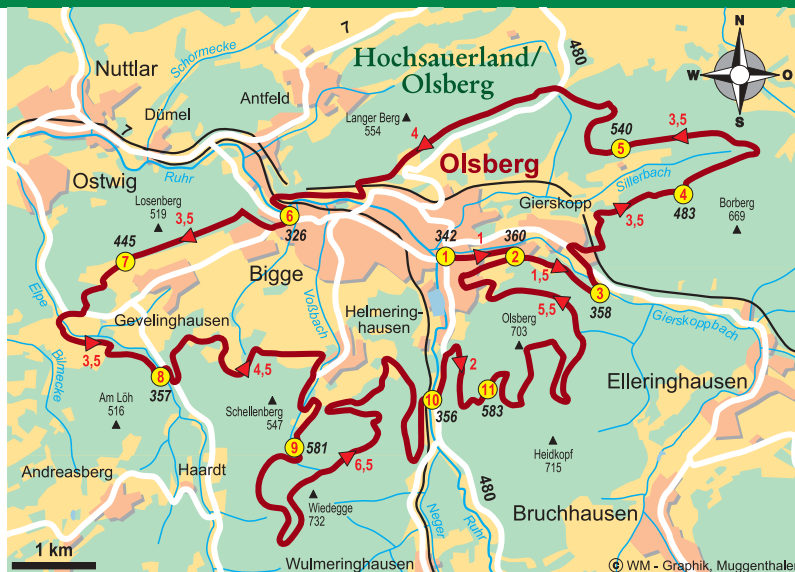 7
480
N
W
O
S
Hochsauerland/
Olsberg
Nuttlar
Schormecke
Antfeld
Dümel
7
Langer Berg
554
4
540
5
3,5
Olsberg
Ruhr
Ostwig
Losenberg
519
3,5
Gierskopp
Sillerbach
4
483
3,5
Borberg
669
6
326
342
1
1
360
2
445
7
Bigge
1,5
3
358
Elpe
Voßbach
Helmering-
hausen
5,5
Gierskoppbach
Gevelinghausen
Olsberg
703
Bilmecke
3,5
8
357
4,5
2
Elleringhausen
Am Löh
516
Schellenberg
547
10
356
11
583
9
581
Heidkopf
715
Andreasberg
Haardt
6,5
480
Wiedegge
732
Neger
Ruhr
Bruchhausen
1 km
Wulmeringhausen
© WM - Graphik, Muggenthaler